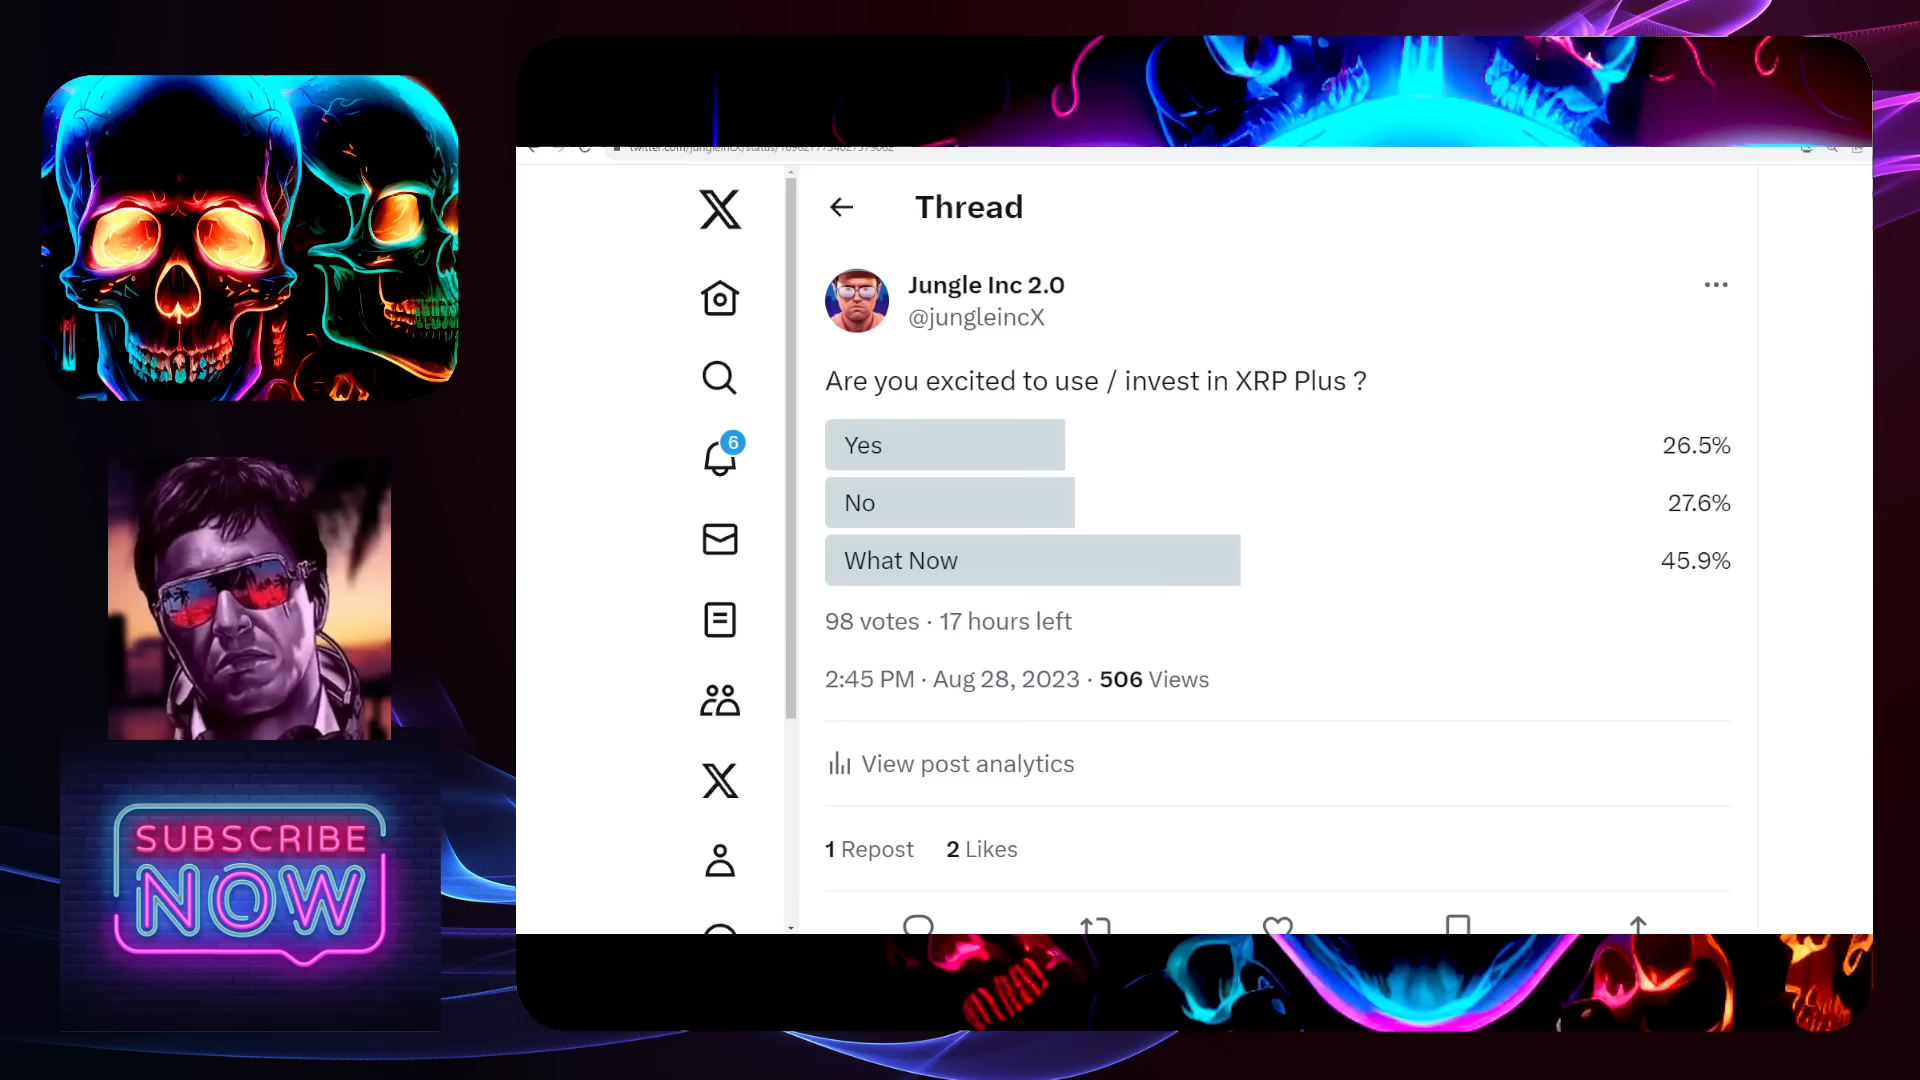 Thread
Jungle Inc 2.0
@jungleincX
Are you excited to use / invest in XRP Plus ?
Yes 26.5%
No 27.6%
What Now 45.9%
98 votes · 17 hours left
2:45 PM · Aug 28, 2023 · 506 Views
View post analytics
1 Repost 2 Likes
6
SUBSCRIBE
NOW